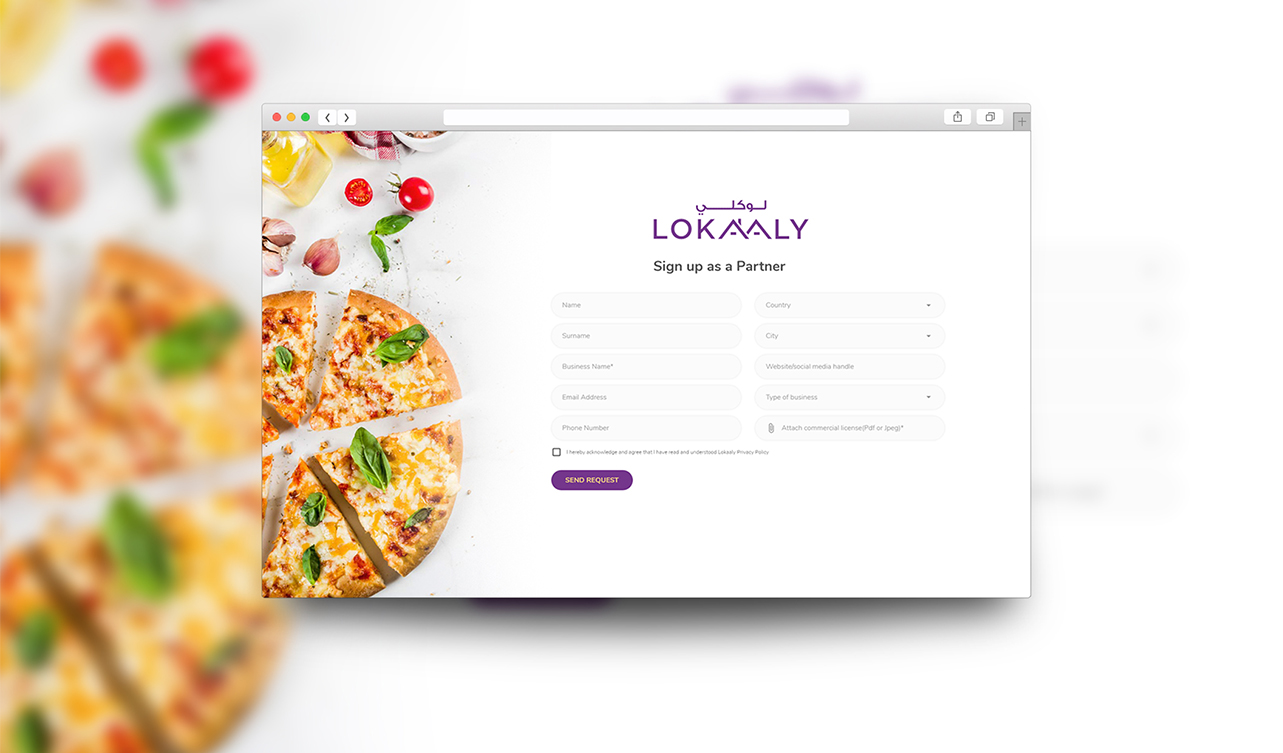 لوكلي
LOKAALY
Sign up as a Partner
Name
Country
Surname
City
Business Name*
Website/social media handle
Email Address
Type of business
Phone Number
Attach commercial license(Pdf or Jpeg)*
I hereby acknowledge and agree that I have read and understood Lokaaly Privacy Policy
SEND REQUEST